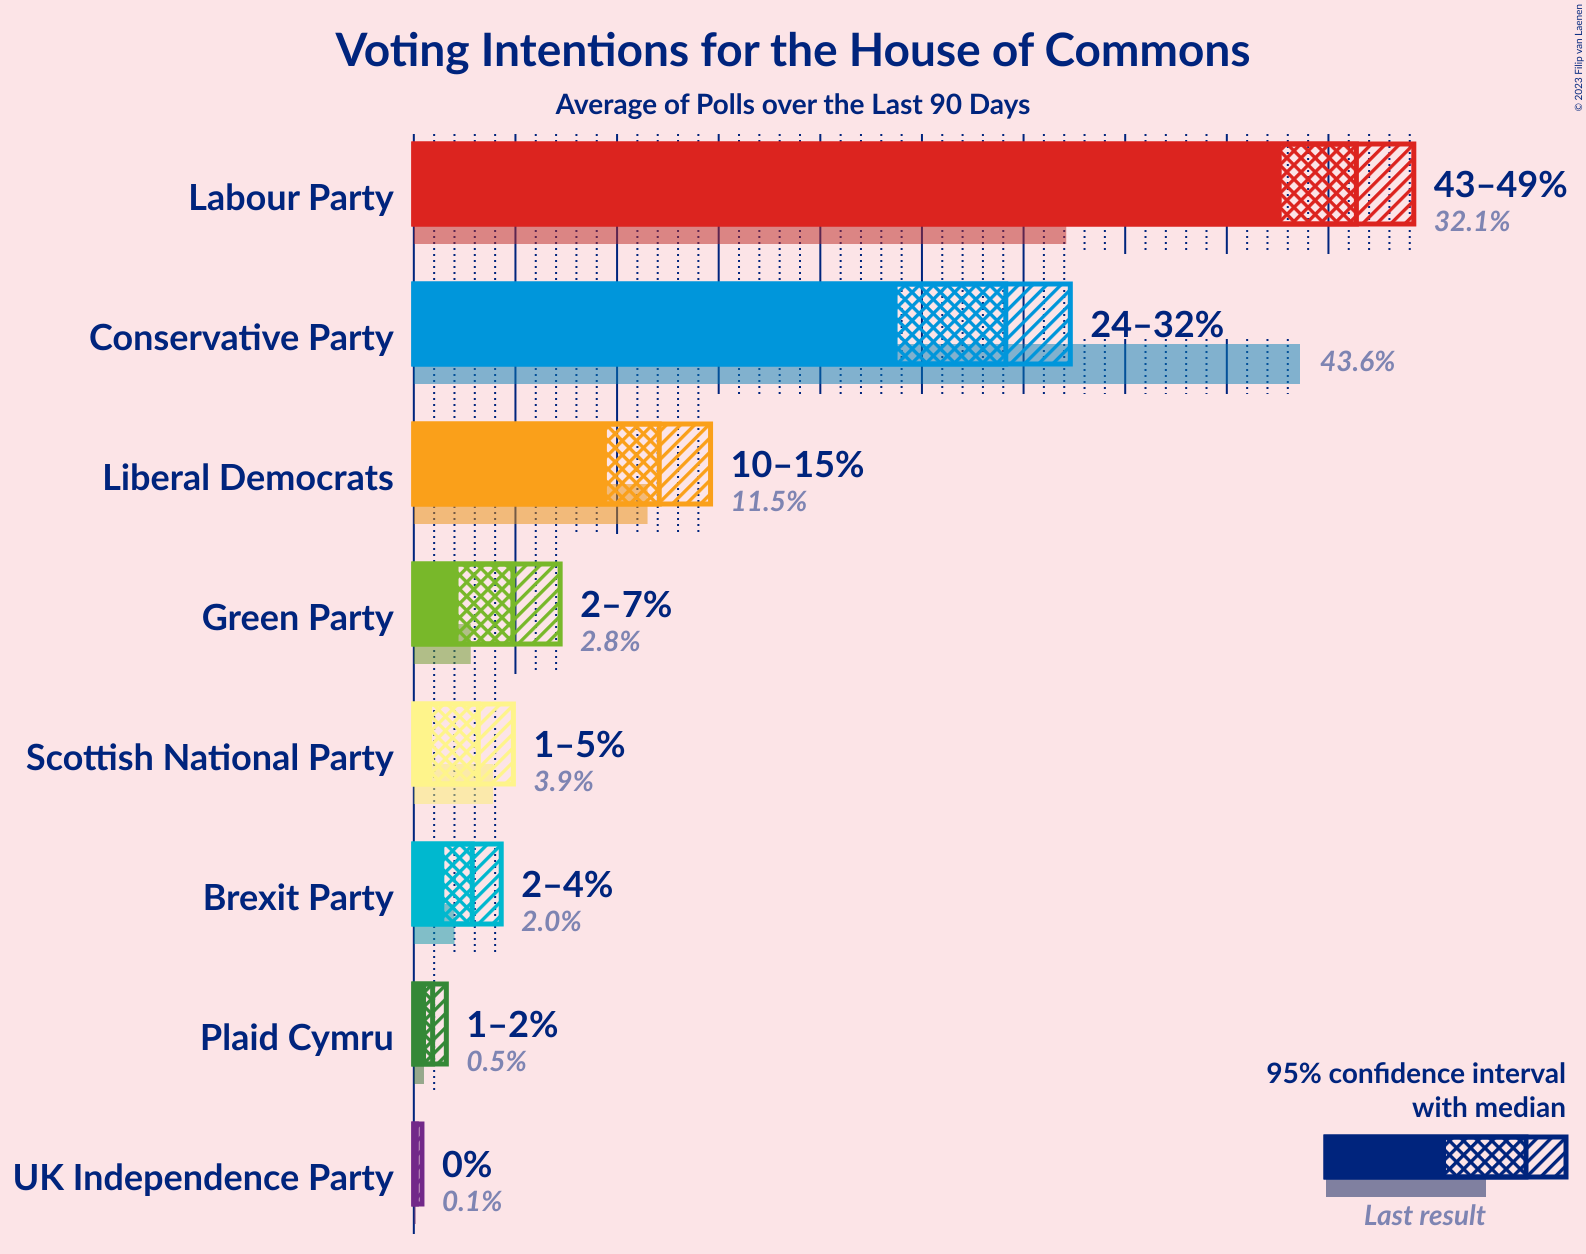 Voting Intentions for the House of Commons
Average of Polls over the Last 90 Days
© 2023 Filip van Laenen
Labour Party
43–49%
32.1%
Conservative Party
24–32%
43.6%
Liberal Democrats
10–15%
11.5%
Green Party
2–7%
2.8%
Scottish National Party
1–5%
3.9%
Brexit Party
2–4%
2.0%
Plaid Cymru
1–2%
0.5%
UK Independence Party
0%
0.1%
95% confidence interval
with median
Last result